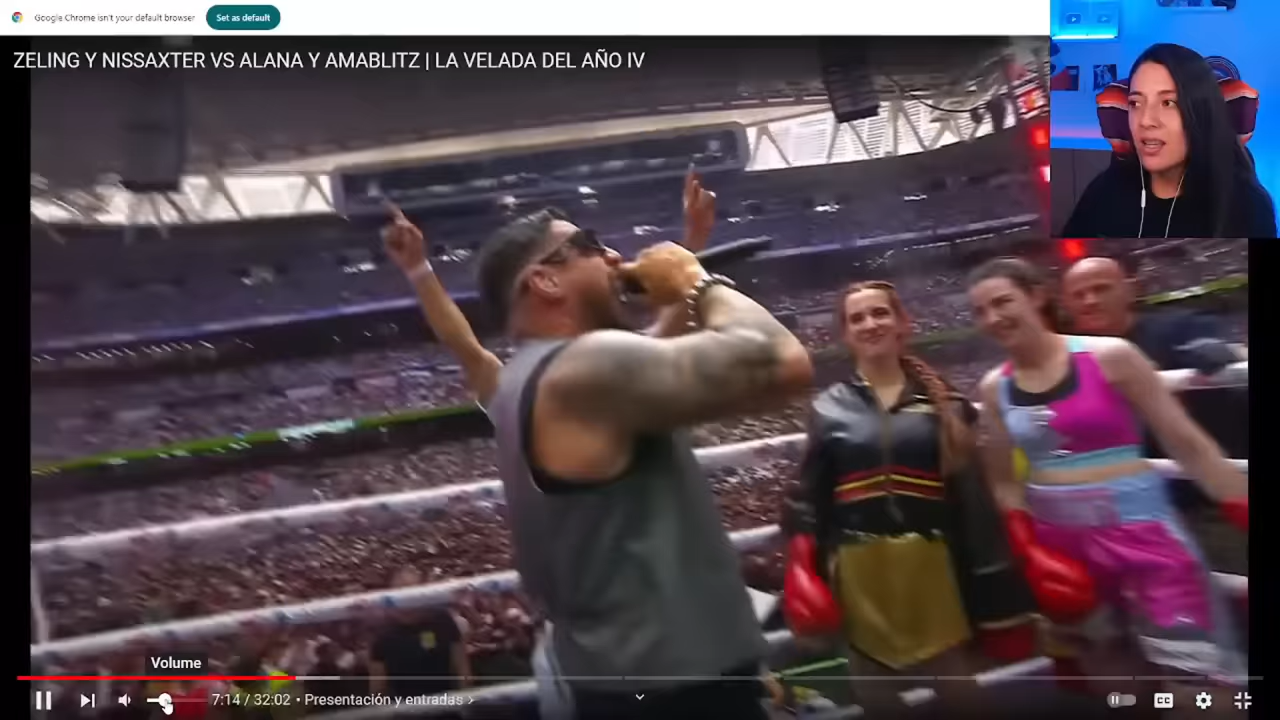 Google Chrome isn't your default browser
Set as default
ZELING Y NISSAXTER VS ALANA Y AMABLITZ | LA VELADA DEL AÑO IV
Volume
7:14 / 32:02 • Presentación y entradas >
CC